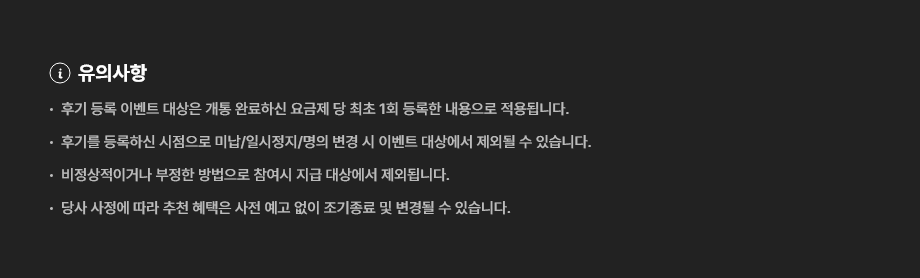 유의사항
· 후기 등록 이벤트 대상은 개통 완료하신 요금제 당 최초 1회 등록한 내용으로 적용됩니다.
· 후기를 등록하신 시점으로 미납/일시정지/명의 변경 시 이벤트 대상에서 제외될 수 있습니다.
· 비정상적이거나 부정한 방법으로 참여시 지급 대상에서 제외됩니다.
· 당사 사정에 따라 추천 혜택은 사전 예고 없이 조기종료 및 변경될 수 있습니다.